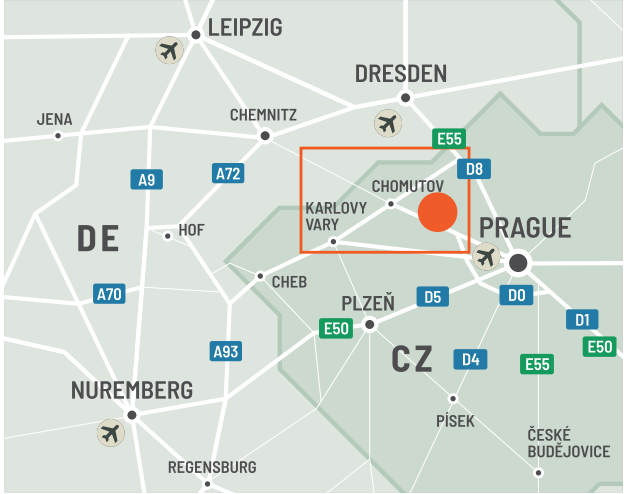 LEIPZIG
DRESDEN
JENA
CHEMNITZ
E55
D8
A9
A72
CHOMUTOV
KARLOVY
VARY
HOF
DE
PRAGUE
CHEB
A70
D5
D0
PLZEŇ
D1
E50
E50
A93
CZ
D4
E55
NUREMBERG
PÍSEK
ČESKÉ
BUDĚJOVICE
REGENSBURG